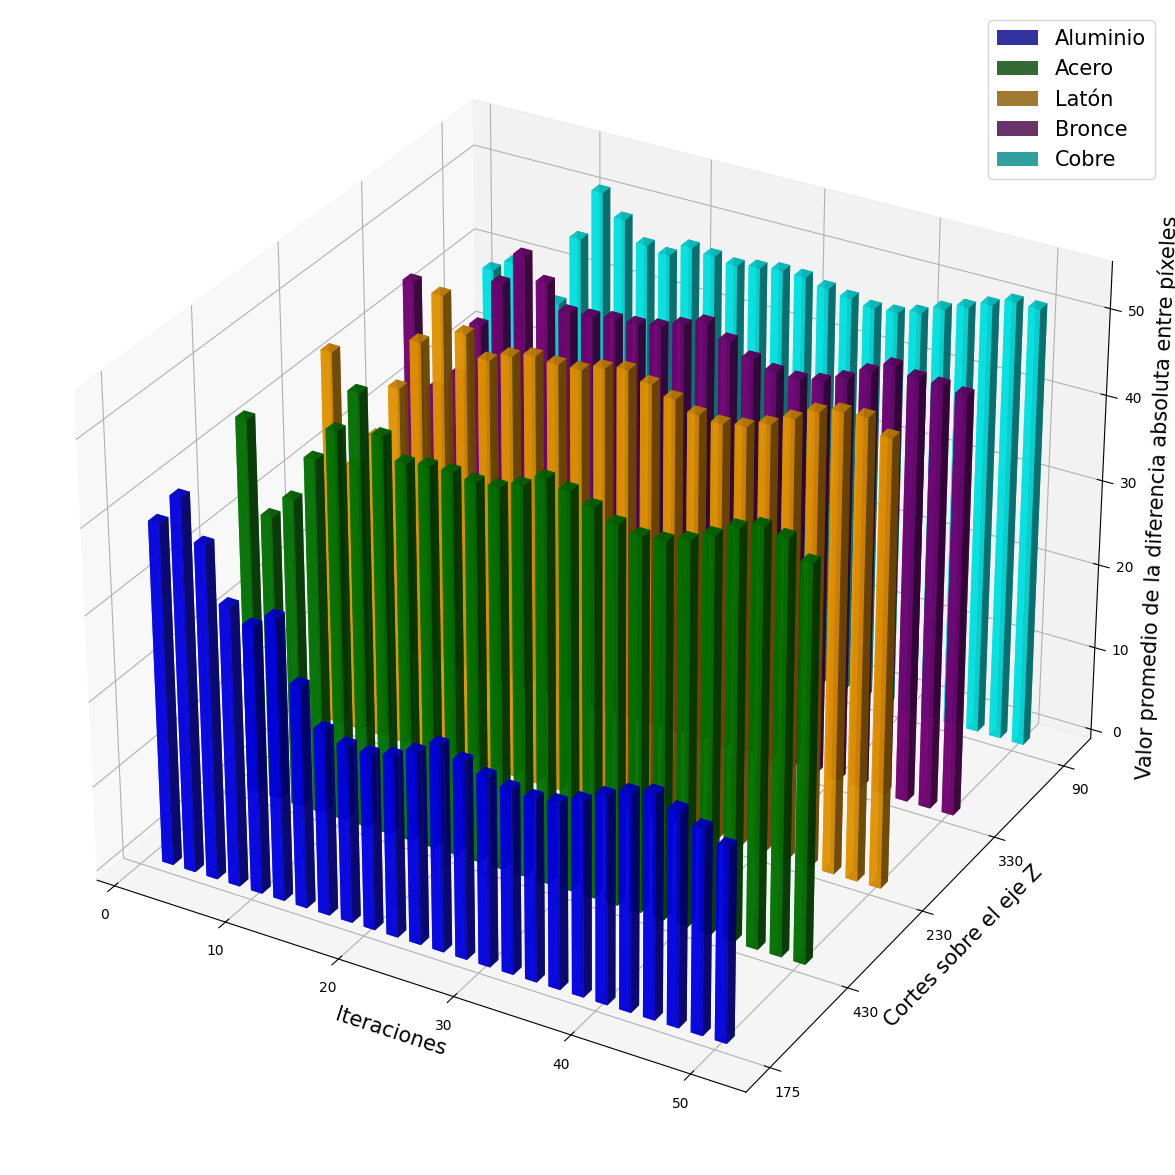 Aluminio
Acero
Latón
Bronce
Cobre
50
40
30
20
10
0
Valor promedio de la diferencia absoluta entre píxeles
90
330
230
430
175
Cortes sobre el eje Z
0
10
20
30
40
50
Iteraciones